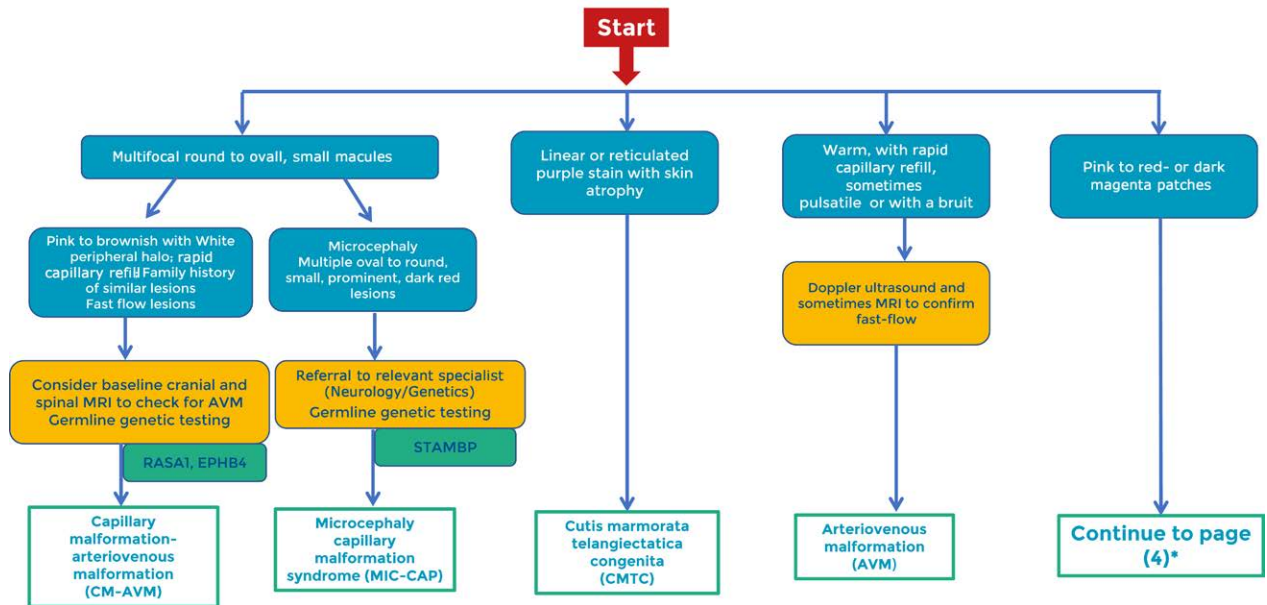 Start
Multifocal round to ovall, small macules
Linear or reticulated
purple stain with skin
atrophy
Warm, with rapid
capillary refill,
sometimes
pulsatile or with a bruit
Pink to red- or dark
magenta patches
Pink to brownish with White
peripheral halo; rapid
capillary refill Family history
of similar lesions
Fast flow lesions
Microcephaly
Multiple oval to round,
small, prominent, dark red
lesions
Doppler ultrasound and
sometimes MRI to confirm
fast-flow
Consider baseline cranial and
spinal MRI to check for AVM
Germline genetic testing
Referral to relevant specialist
(Neurology/Genetics)
Germline genetic testing
RASA1, EPHB4
STAMBP
Capillary
malformation-
arteriovenous
malformation
(CM-AVM)
Microcephaly
capillary
malformation
syndrome (MIC-CAP)
Cutis marmorata
telangiectatica
congenita
(CMTC)
Arteriovenous
malformation
(AVM)
Continue to page
(4)*